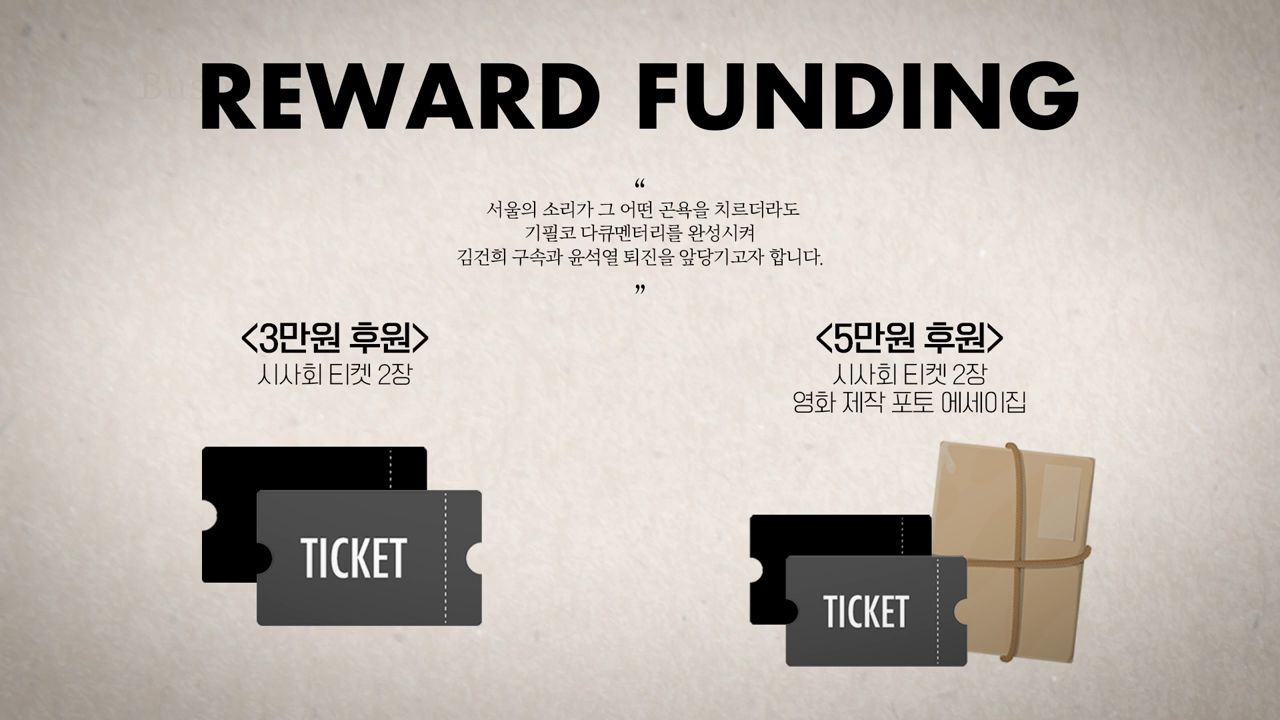 REWARD FUNDING
“
서울의 소리가 그 어떤 곤욕을 치르더라도
기필코 다큐멘터리를 완성시켜
김건희 구속과 윤석열 퇴진을 앞당기고자 합니다.
”
<3만원 후원>
시사회 티켓 2장
<5만원 후원>
시사회 티켓 2장
영화 제작 포토 에세이집
TICKET
TICKET